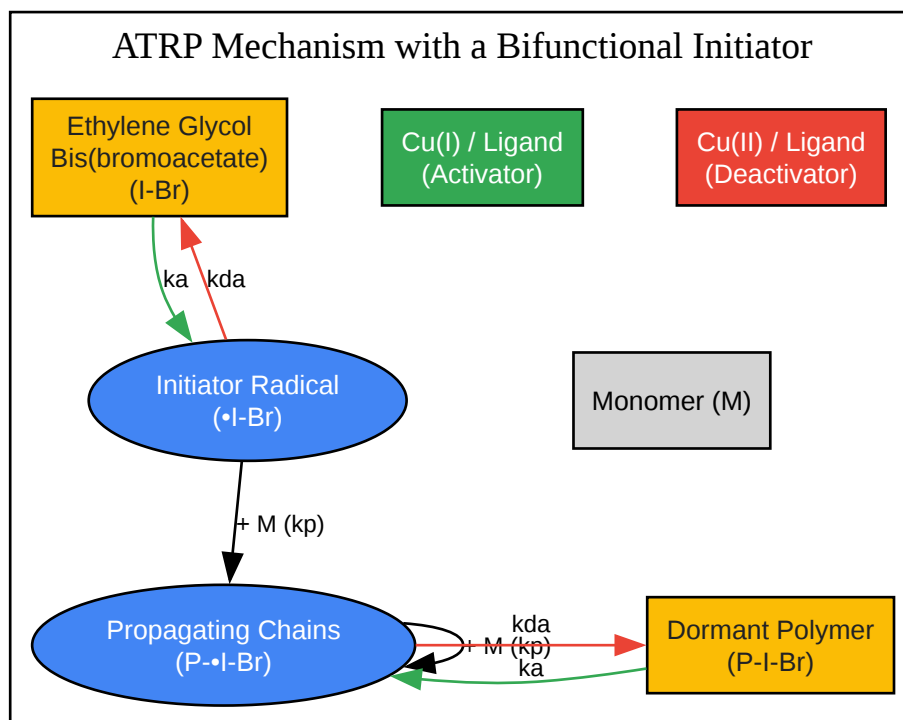 ATRP Mechanism with a Bifunctional Initiator
Ethylene Glycol
Bis(bromoacetate)
(I-Br)
Cu(I) / Ligand
(Activator)
Cu(II) / Ligand
(Deactivator)
ka
kda
Initiator Radical
(•I-Br)
Monomer (M)
+ M (kp)
Propagating Chains
(P-•I-Br)
kda
+ M (kp)
ka
Dormant Polymer
(P-I-Br)